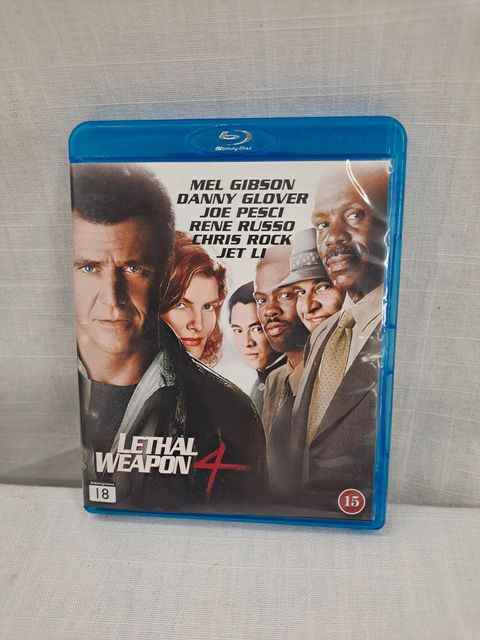 Blu-ray Disc
MEL GIBSON
DANNY GLOVER
JOE PESCI
RENE RUSSO
CHRIS ROCK
JET LI
LETHAL
WEAPON 4
18
15